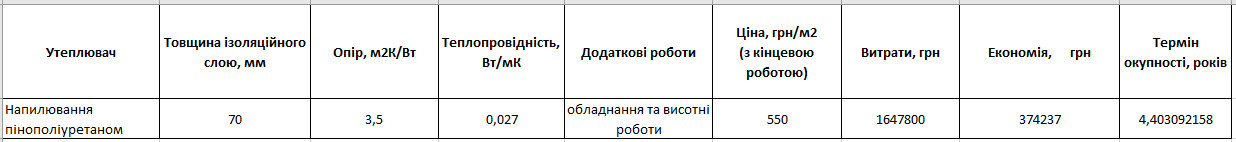 Утеплювач
Товщина ізоляційного
слою, мм
Опір, м2К/Вт
Теплопровідність,
Вт/мК
Додаткові роботи
Ціна, грн/м2
(з кінцевою
роботою)
Витрати, грн
Економія, грн
Термін
окупності, років
Напилювання
пінополіуретаном
70
3,5
0,027
обладнання та висотні
роботи
550
1647800
374237
4,403092158